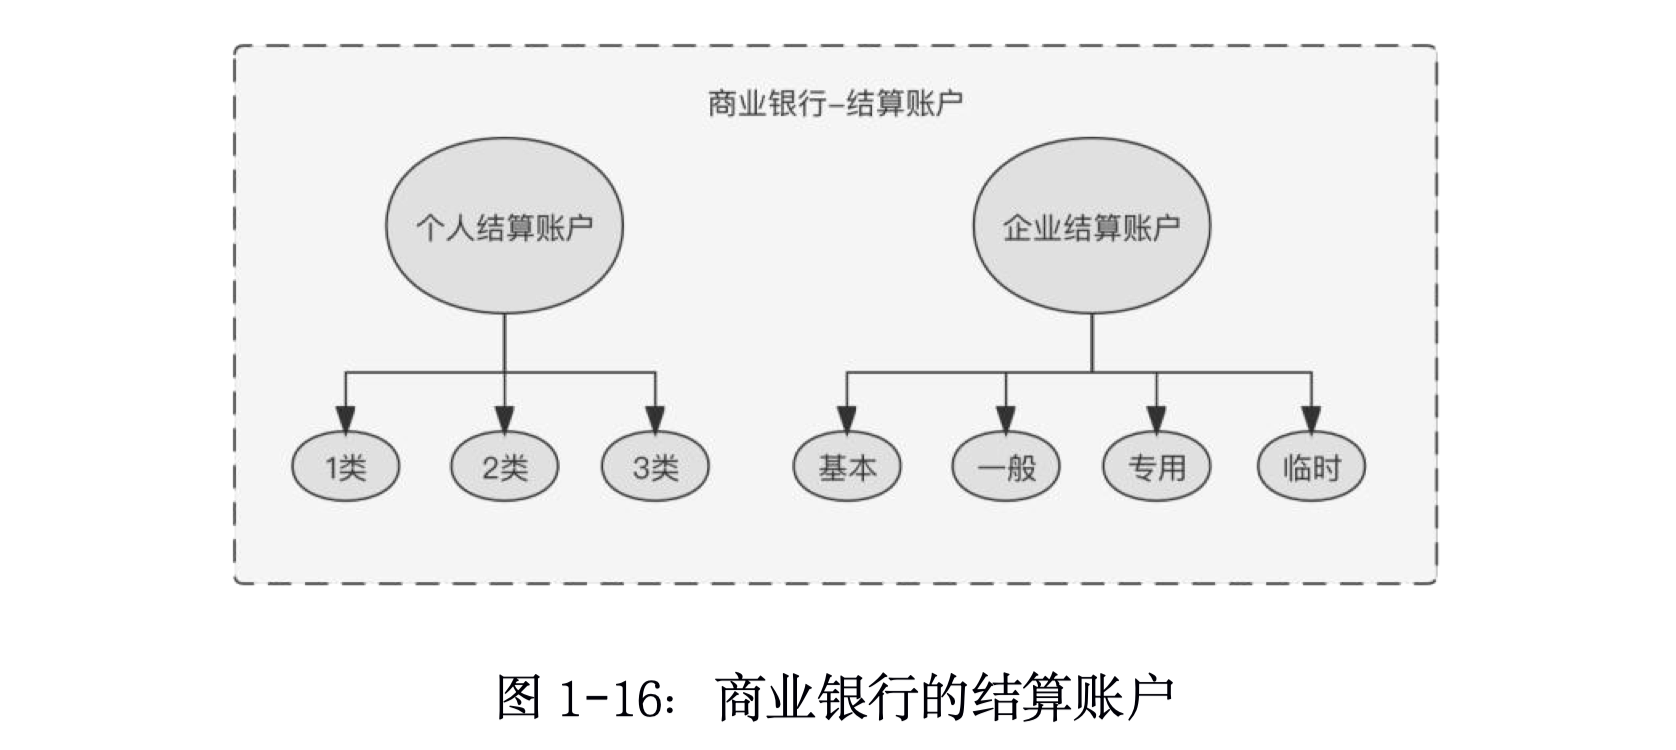 商业银行-结算账户
个人结算账户
企业结算账户
1类
2类
3类
基本
一般
专用
临时
图 1-16：商业银行的结算账户